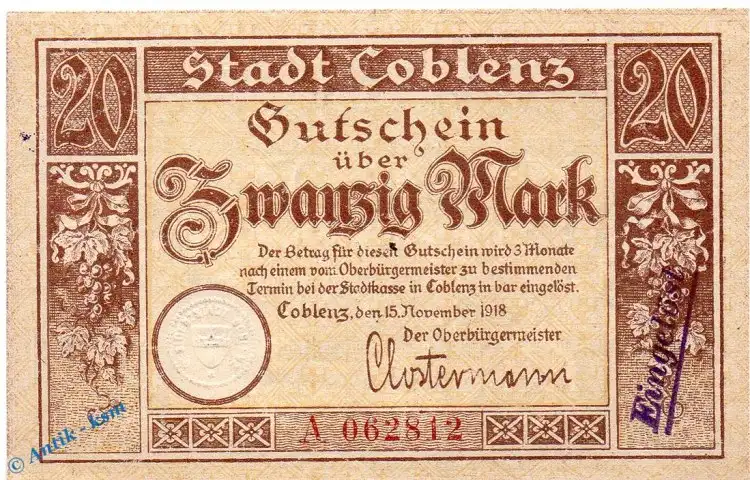 20 Stadt Coblenz 20
Gutschein
über
Zwanzig Mark
Der Betrag für diesen Gutschein wird 3 Monate
nach einem vom Oberbürgermeister zu bestimmenden
Termin bei der Stadtkasse in Coblenz in bar eingelöst.
Coblenz, den 15. November 1918
Der Oberbürgermeister
Clostermann
A 062812
Eingelöst
© Antik - ksm